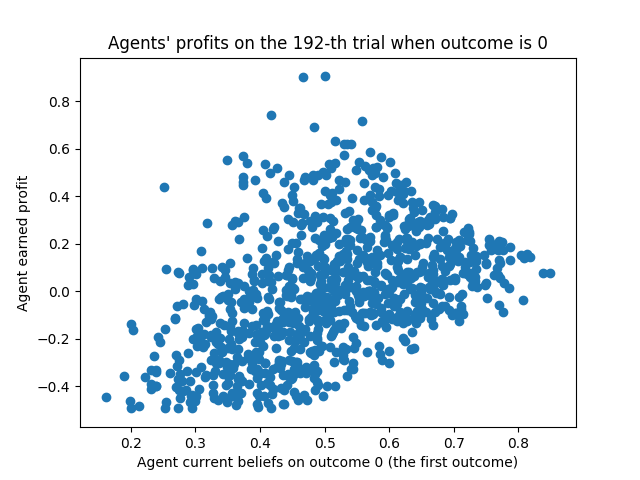 Agents' profits on the 192-th trial when outcome is 0
Agent earned profit
0.8
0.6
0.4
0.2
0.0
−0.2
−0.4
0.2 0.3 0.4 0.5 0.6 0.7 0.8
Agent current beliefs on outcome 0 (the first outcome)